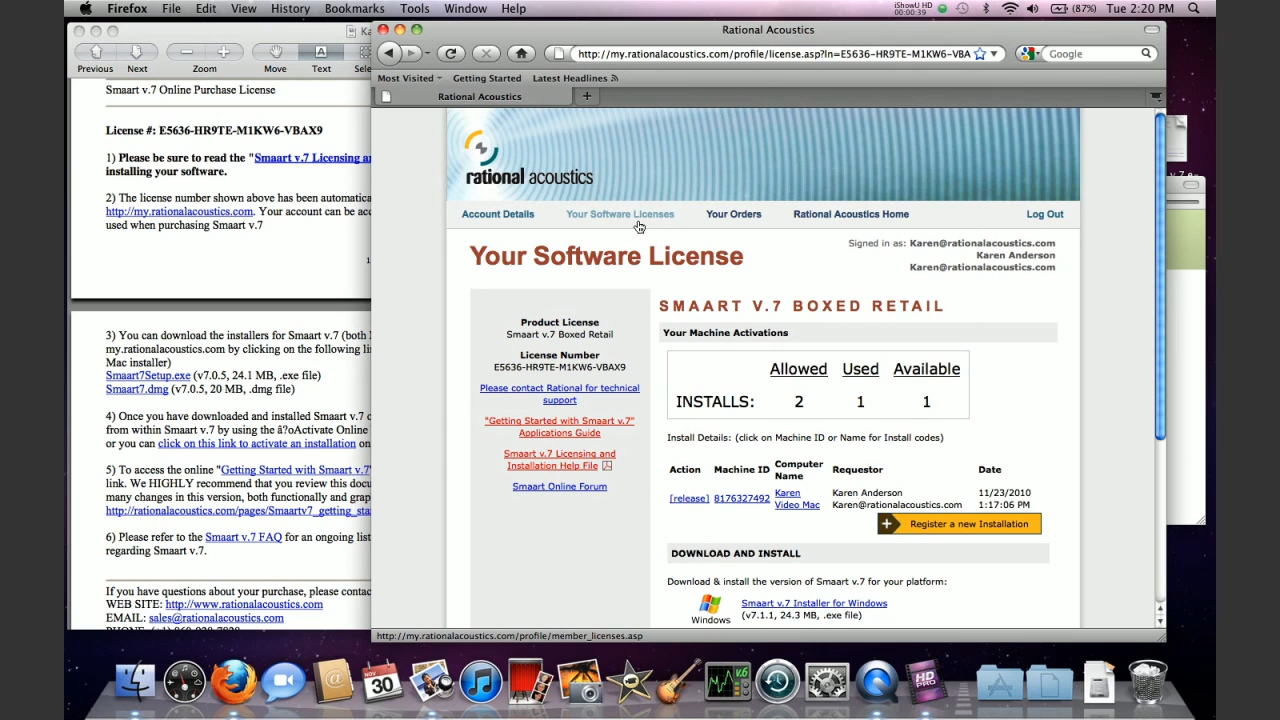 Firefox File Edit View History Bookmarks Tools Window Help
iShowU HD
00:00:39
(87%) Tue 2:20 PM
Previous Next Zoom Move Text
Smaart v.7 Online Purchase License
License #: E5636-HR9TE-M1KW6-VBAX9
1) Please be sure to read the "Smaart v.7 Licensing
installing your software.
2) The license number shown above has been
http://my.rationalacoustics.com. Your account can be
used when purchasing Smaart v.7
3) You can download the installers for Smaart v.7 (both
my.rationalacoustics.com by clicking on the following
Mac installer)
Smaart7Setup.exe (v7.0.5, 24.1 MB, .exe file)
Smaart7.dmg (v7.0.5, 20 MB, .dmg file)
4) Once you have downloaded and installed Smaart v.7
from within Smaart v.7 by using the â?oActivate Online
or you can click on this link to activate an installation
5) To access the online "Getting Started with Smaart v.7"
link. We HIGHLY recommend that you review this
many changes in this version, both functionally and
http://rationalacoustics.com/pages/Smaartv7_getting_sta
6) Please refer to the Smaart v.7 FAQ for an ongoing
regarding Smaart v.7.
If you have questions about your purchase, please
WEB SITE: http://www.rationalacoustics.com
EMAIL: sales@rationalacoustics.com
Rational Acoustics
http://my.rationalacoustics.com/profile/license.asp?ln=E5636-HR9TE-M1KW6-VBA
Google
Most Visited Getting Started Latest Headlines
Rational Acoustics
rational acoustics
Account Details Your Software Licenses Your Orders Rational Acoustics Home Log Out
Your Software License
Signed in as: Karen@rationalacoustics.com
Karen Anderson
Karen@rationalacoustics.com
Product License
Smaart v.7 Boxed Retail
License Number
E5636-HR9TE-M1KW6-VBAX9
Please contact Rational for technical
support
"Getting Started with Smaart v.7"
Applications Guide
Smaart v.7 Licensing and
Installation Help File
Smaart Online Forum
SMAART V.7 BOXED RETAIL
Your Machine Activations
Allowed Used Available
INSTALLS: 2 1 1
Install Details: (click on Machine ID or Name for Install codes)
Action Machine ID Computer Name Requestor Date
[release] 8176327492 Karen Video Mac Karen Anderson 11/23/2010
Karen@rationalacoustics.com 1:17:06 PM
Register a new Installation
DOWNLOAD AND INSTALL
Download & install the version of Smaart v.7 for your platform:
Windows
Smaart v.7 Installer for Windows
(v7.1.1, 24.3 MB, .exe file)
http://my.rationalacoustics.com/profile/member_licenses.asp
NOV
30
v.6
HD
PRO